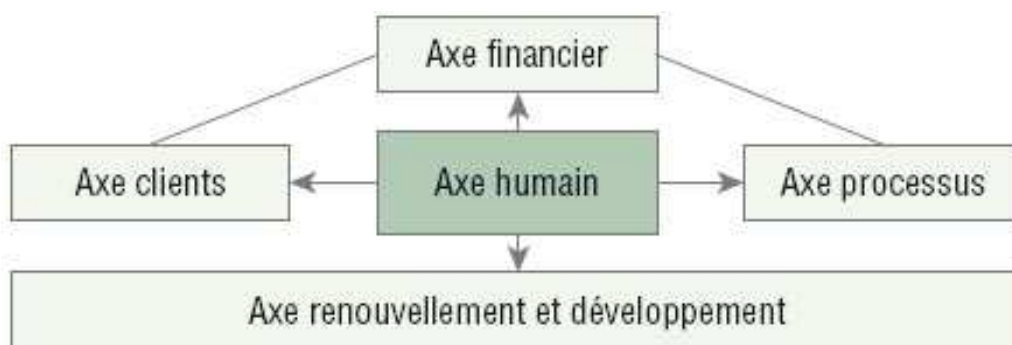 Axe financier
Axe clients
Axe humain
Axe processus
Axe renouvellement et développement